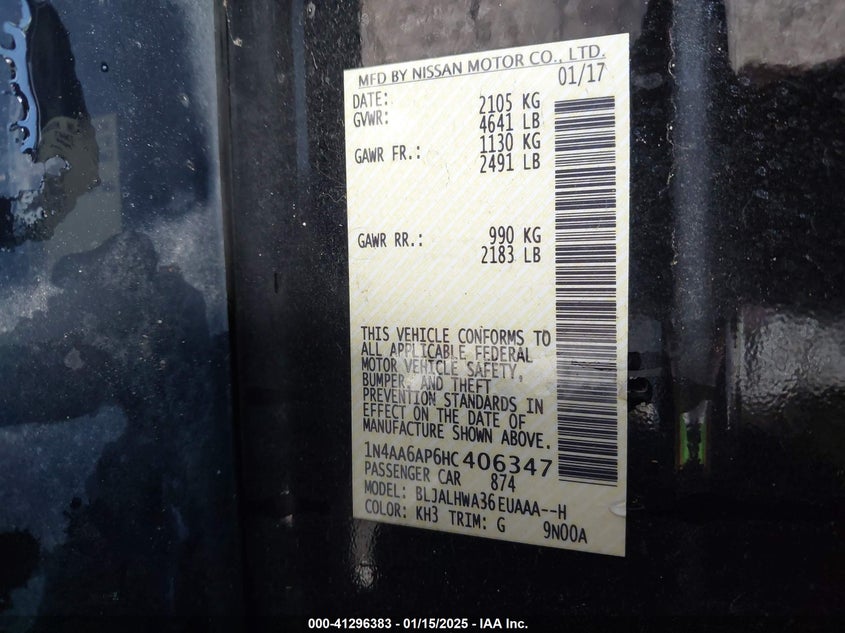 MFD BY NISSAN MOTOR CO., LTD.
DATE: 01/17
GVWR: 2105 KG
4641 LB
GAWR FR.: 1130 KG
2491 LB
GAWR RR.: 990 KG
2183 LB
THIS VEHICLE CONFORMS TO
ALL APPLICABLE FEDERAL
MOTOR VEHICLE SAFETY,
BUMPER, AND THEFT
PREVENTION STANDARDS IN
EFFECT ON THE DATE OF
MANUFACTURE SHOWN ABOVE.
1N4AA6AP6HC406347
PASSENGER CAR 874
MODEL: BLJALHWA36EUAAA--H
COLOR: KH3 TRIM: G 9N00A
000-41296383 - 01/15/2025 - IAA Inc.